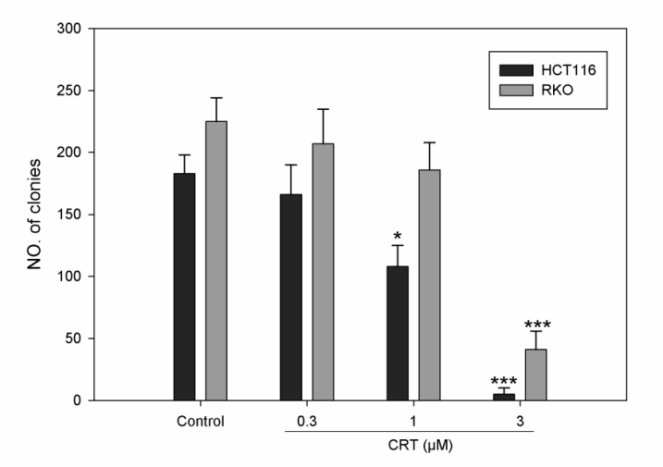 300
250
200
150
100
50
0
NO. of clonies
HCT116
RKO
*
***
***
Control
0.3
1
3
CRT (μM)